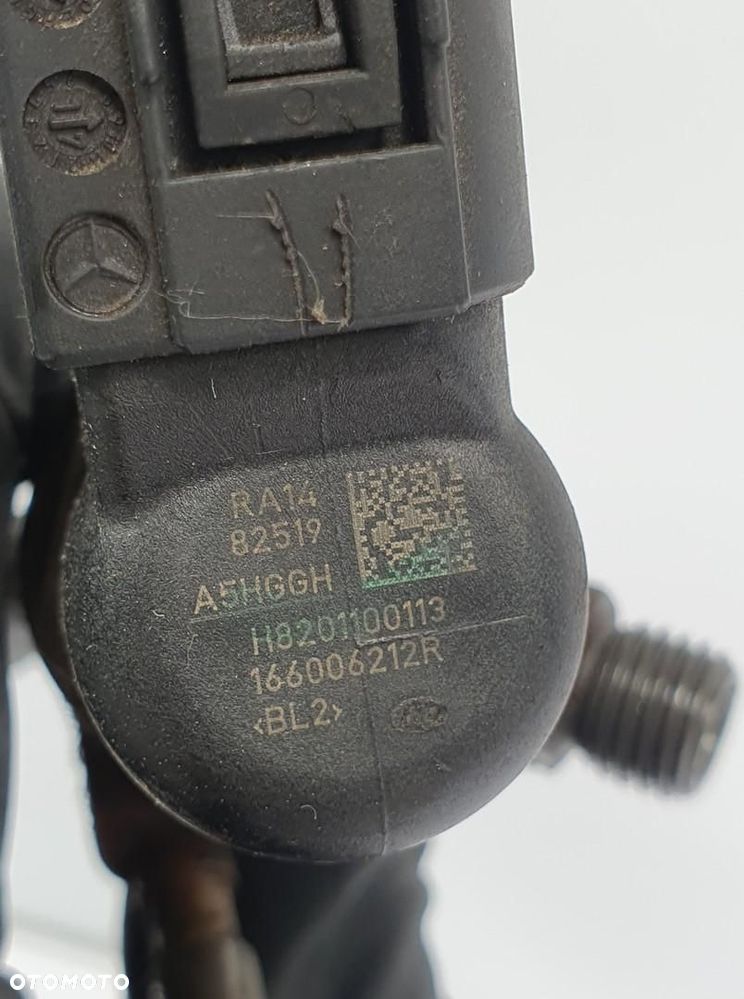 RA14
82519
A5HGGH
H8201100113
166006212R
<BL2>
OTOMOTO